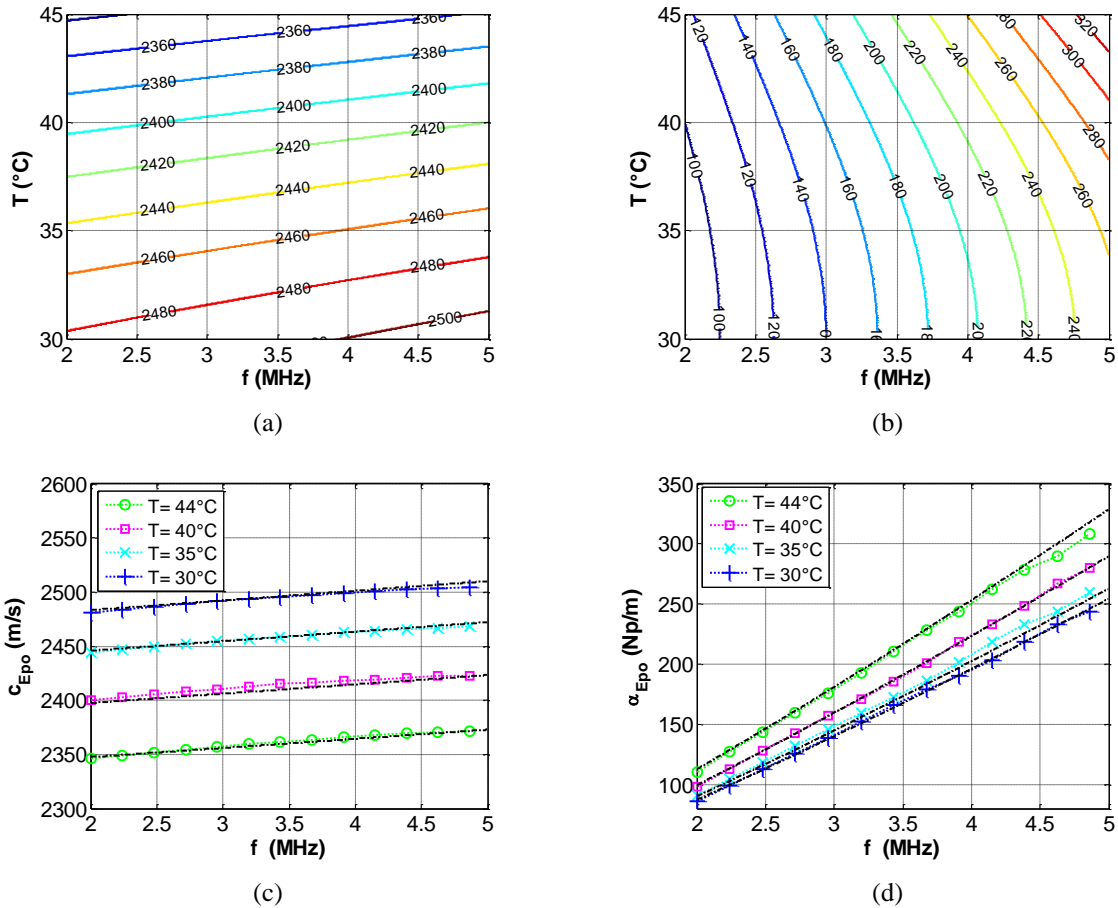 45
40
35
30
T (°C)
2 2.5 3 3.5 4 4.5 5
f (MHz)
2360 2360
2360
2380 2380
2380
2400 2400
2400
2420 2420
2420
2440 2440
2440
2460 2460
2460
2480 2480
2480
2500
(a)
45
40
35
30
T (°C)
2 2.5 3 3.5 4 4.5 5
f (MHz)
120 140 160 180 200 220 240 260 300 320
100 120 140 160 180 200 220 240 260 280
100
(b)
2600
2550
2500
2450
2400
2350
2300
c_Epo (m/s)
T= 44°C
T= 40°C
T= 35°C
T= 30°C
2 2.5 3 3.5 4 4.5 5
f (MHz)
(c)
350
300
250
200
150
100
α_Epo (Np/m)
T= 44°C
T= 40°C
T= 35°C
T= 30°C
2 2.5 3 3.5 4 4.5 5
f (MHz)
(d)